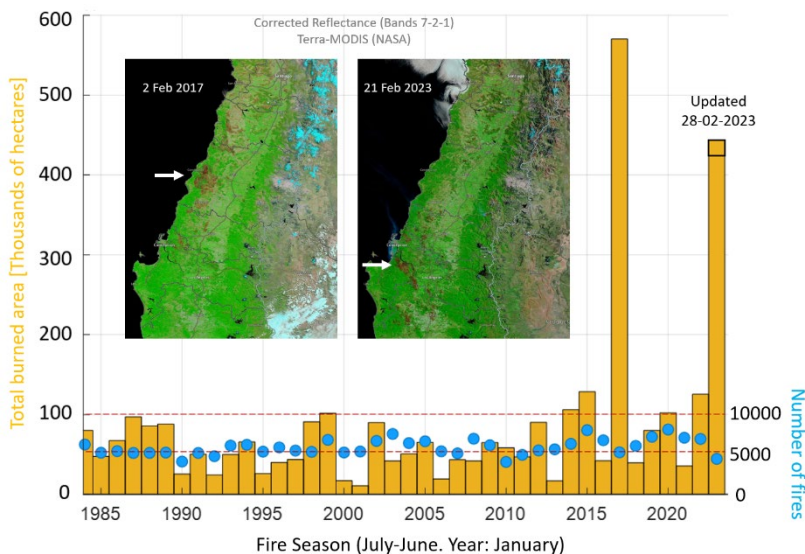 Corrected Reflectance (Bands 7-2-1)
Terra-MODIS (NASA)
2 Feb 2017
21 Feb 2023
Updated
28-02-2023
Total burned area [Thousands of hectares]
600
500
400
300
200
100
0
10000
5000
0
Number of fires
1985
1990
1995
2000
2005
2010
2015
2020
Fire Season (July-June. Year: January)